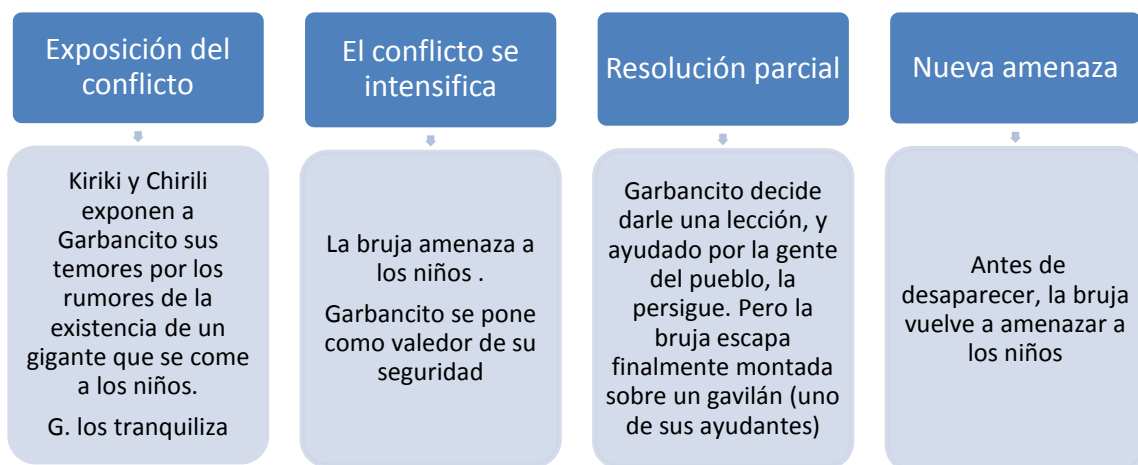 Exposición del
conflicto
Kiriki y Chirili
exponen a
Garbancito sus
temores por los
rumores de la
existencia de un
gigante que se come
a los niños.
G. los tranquiliza
El conflicto se
intensifica
La bruja amenaza a
los niños .
Garbancito se pone
como valedor de su
seguridad
Resolución parcial
Garbancito decide
darle una lección, y
ayudado por la gente
del pueblo, la
persigue. Pero la
bruja escapa
finalmente montada
sobre un gavilán (uno
de sus ayudantes)
Nueva amenaza
Antes de
desaparecer, la bruja
vuelve a amenazar a
los niños